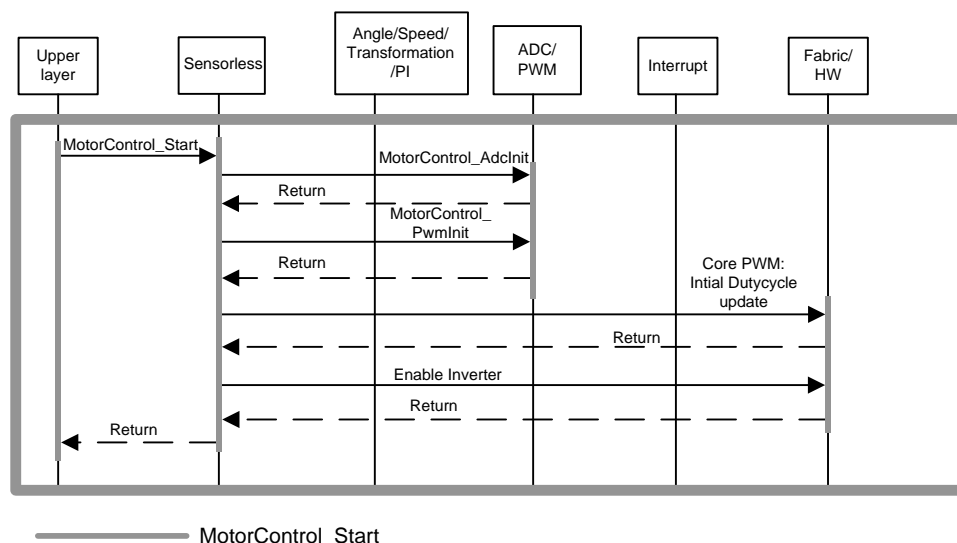 Upper
layer
Sensorless
Angle/Speed/
Transformation
/PI
ADC/
PWM
Interrupt
Fabric/
HW
MotorControl_Start
MotorControl_AdcInit
Return
MotorControl_
PwmInit
Return
Core PWM:
Intial Dutycycle
update
Return
Enable Inverter
Return
Return
MotorControl_Start